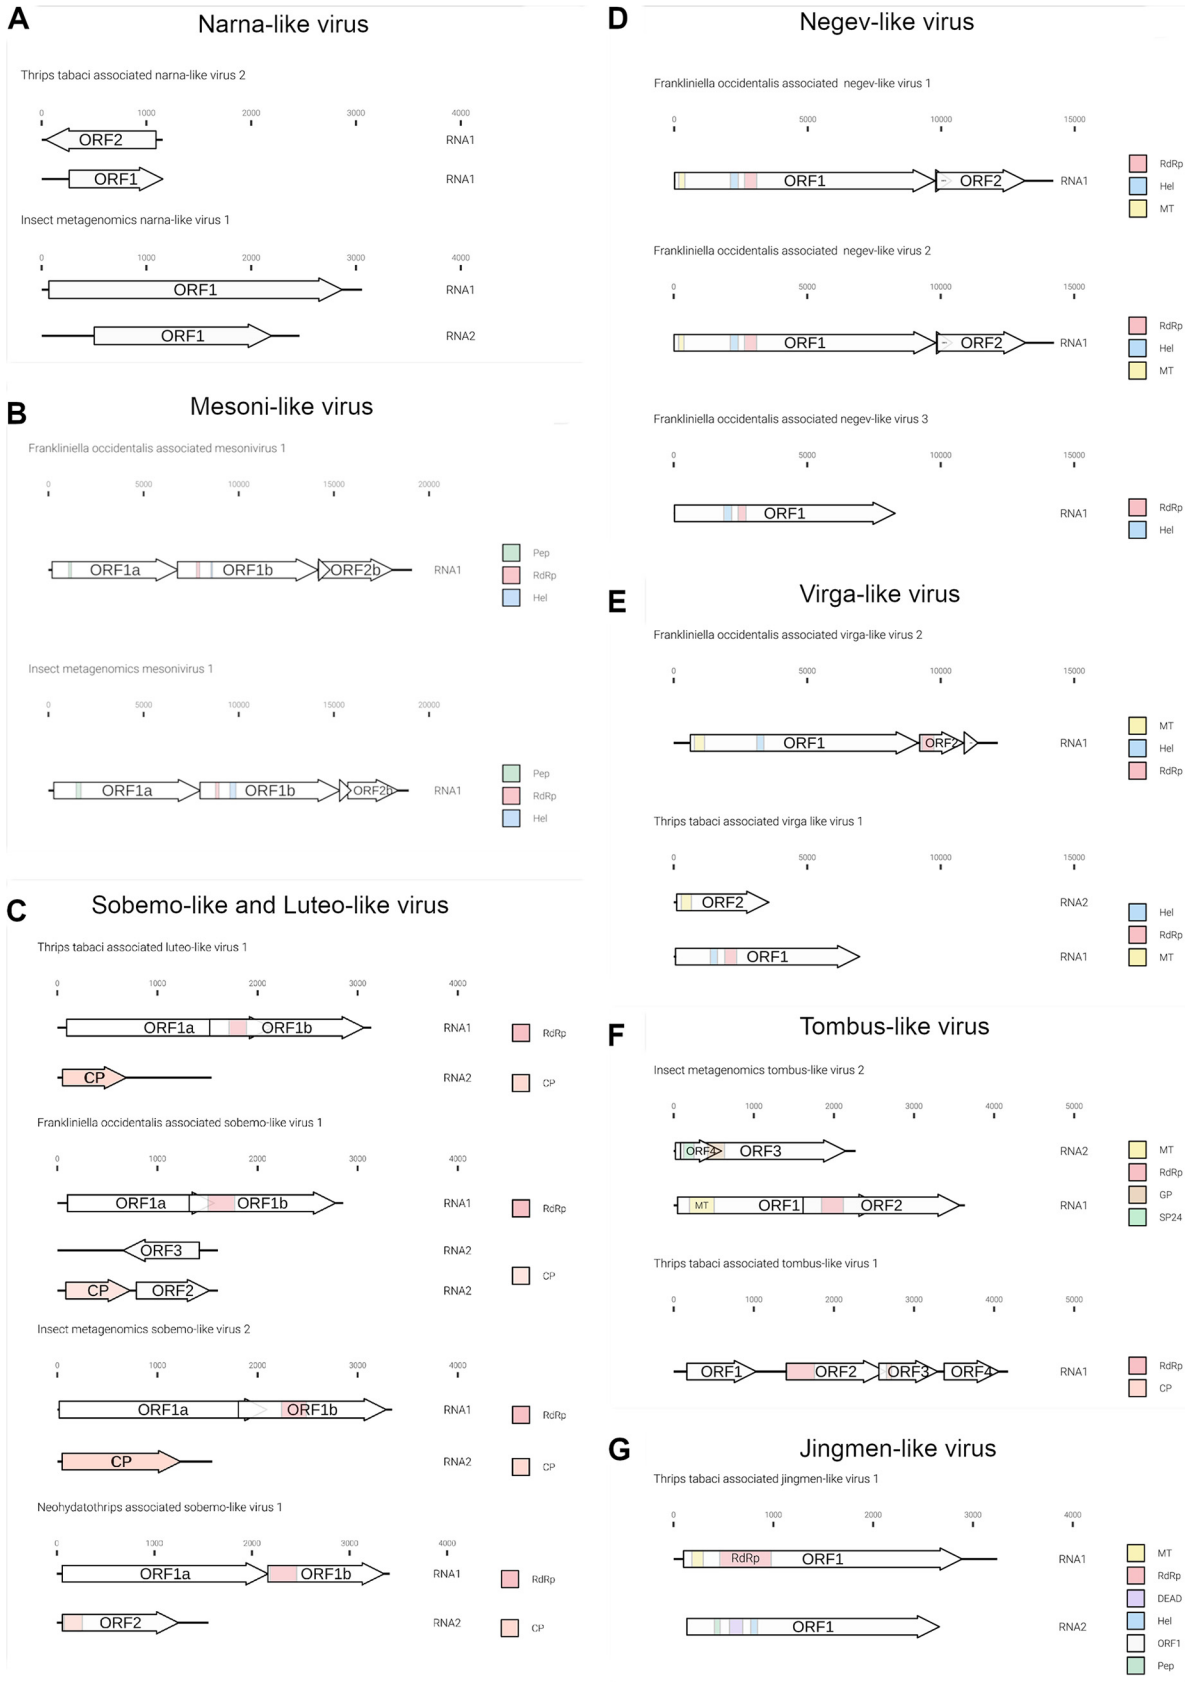 A
Narna-like virus
Thrips tabaci associated narna-like virus 2
0 1000 2000 3000 4000
ORF2 RNA1
ORF1 RNA1
Insect metagenomics narna-like virus 1
0 1000 2000 3000 4000
ORF1 RNA1
ORF1 RNA2
B
Mesoni-like virus
Frankliniella occidentalis associated mesonivirus 1
0 5000 10000 15000 20000
ORF1a ORF1b ORF2b RNA1
Pep
RdRp
Hel
Insect metagenomics mesonivirus 1
0 5000 10000 15000 20000
ORF1a ORF1b ORF2b RNA1
Pep
RdRp
Hel
C
Sobemo-like and Luteo-like virus
Thrips tabaci associated luteo-like virus 1
0 1000 2000 3000 4000
ORF1a ORF1b RNA1 RdRp
CP RNA2 CP
Frankliniella occidentalis associated sobemo-like virus 1
0 1000 2000 3000 4000
ORF1a ORF1b RNA1 RdRp
ORF3 RNA2
CP
CP ORF2 RNA2
Insect metagenomics sobemo-like virus 2
0 1000 2000 3000 4000
ORF1a ORF1b RNA1 RdRp
CP RNA2 CP
Neohydatothrips associated sobemo-like virus 1
0 1000 2000 3000 4000
ORF1a ORF1b RNA1 RdRp
ORF2 RNA2 CP
D
Negev-like virus
Frankliniella occidentalis associated negev-like virus 1
0 5000 10000 15000
ORF1 ORF2 RNA1
RdRp
Hel
MT
Frankliniella occidentalis associated negev-like virus 2
0 5000 10000 15000
ORF1 ORF2 RNA1
RdRp
Hel
MT
Frankliniella occidentalis associated negev-like virus 3
0 5000 10000 15000
ORF1 RNA1
RdRp
Hel
E
Virga-like virus
Frankliniella occidentalis associated virga-like virus 2
0 5000 10000 15000
ORF1 ORF2 RNA1
MT
Hel
RdRp
Thrips tabaci associated virga like virus 1
0 5000 10000 15000
ORF2 RNA2
ORF1 RNA1
Hel
RdRp
MT
F
Tombus-like virus
Insect metagenomics tombus-like virus 2
0 1000 2000 3000 4000 5000
ORF4 ORF3 RNA2
MT ORF1 ORF2 RNA1
MT
RdRp
GP
SP24
Thrips tabaci associated tombus-like virus 1
0 1000 2000 3000 4000 5000
ORF1 ORF2 ORF3 ORF4 RNA1
RdRp
CP
G
Jingmen-like virus
Thrips tabaci associated jingmen-like virus 1
0 1000 2000 3000 4000
RdRp ORF1 RNA1
ORF1 RNA2
MT
RdRp
DEAD
Hel
ORF1
Pep